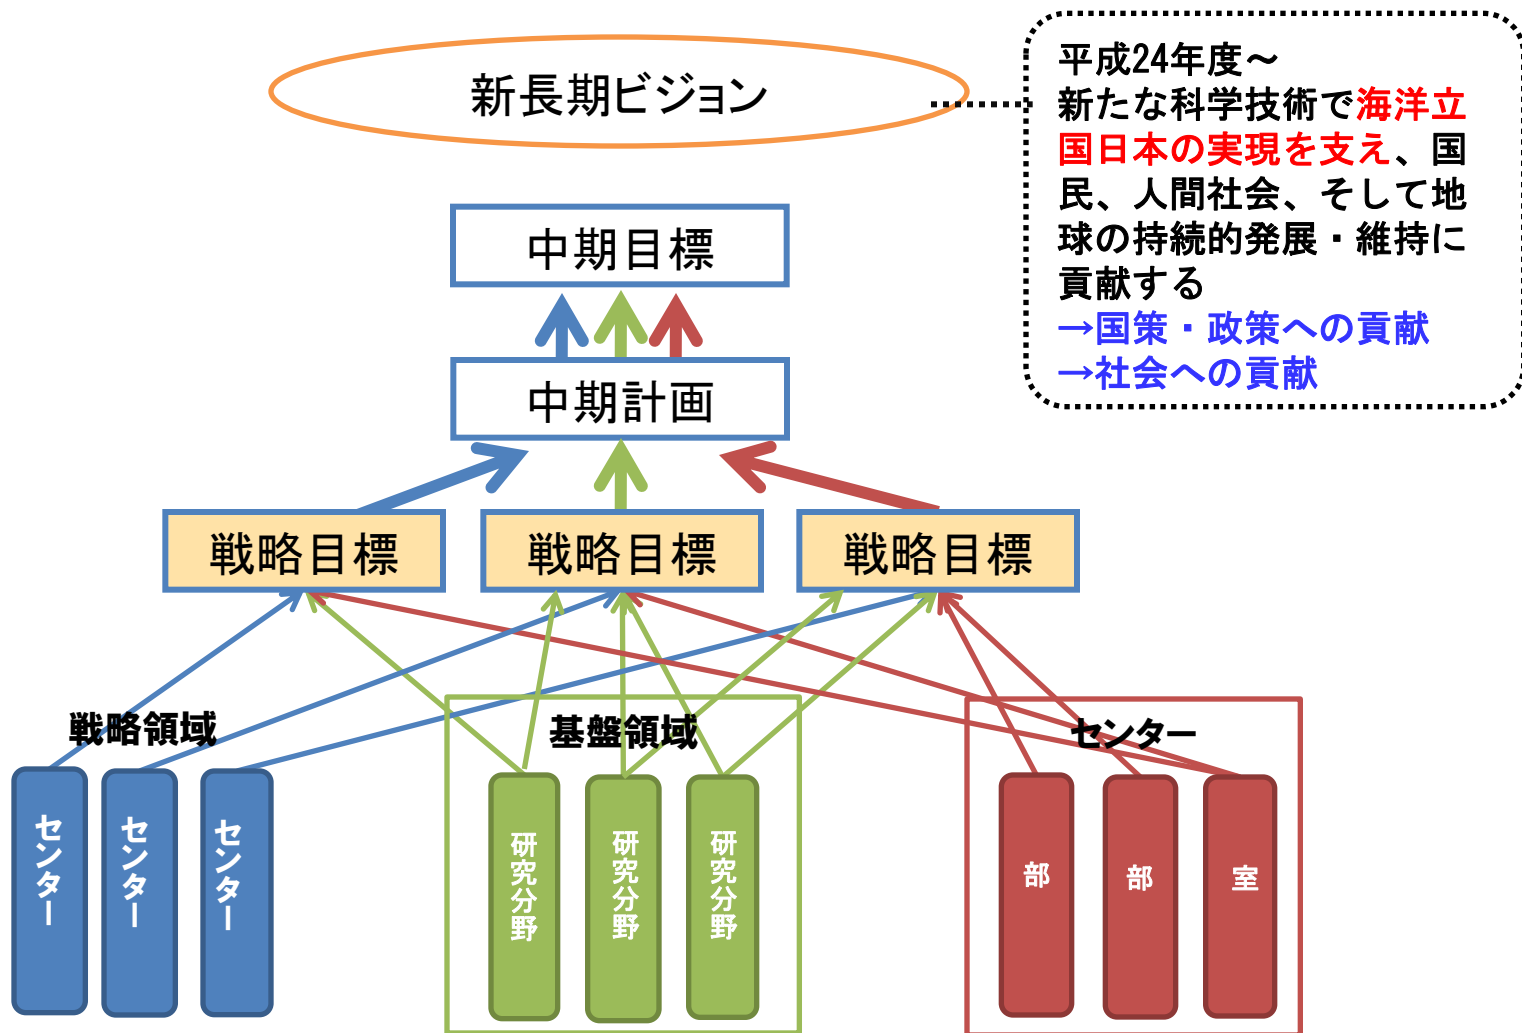 新長期ビジョン
平成24年度～
新たな科学技術で海洋立
国日本の実現を支え、国
民、人間社会、そして地
球の持続的発展・維持に
貢献する
→国策・政策への貢献
→社会への貢献
中期目標
中期計画
戦略目標
戦略目標
戦略目標
戦略領域
基盤領域
センター
センター
センター
センター
研究分野
研究分野
研究分野
部
部
室